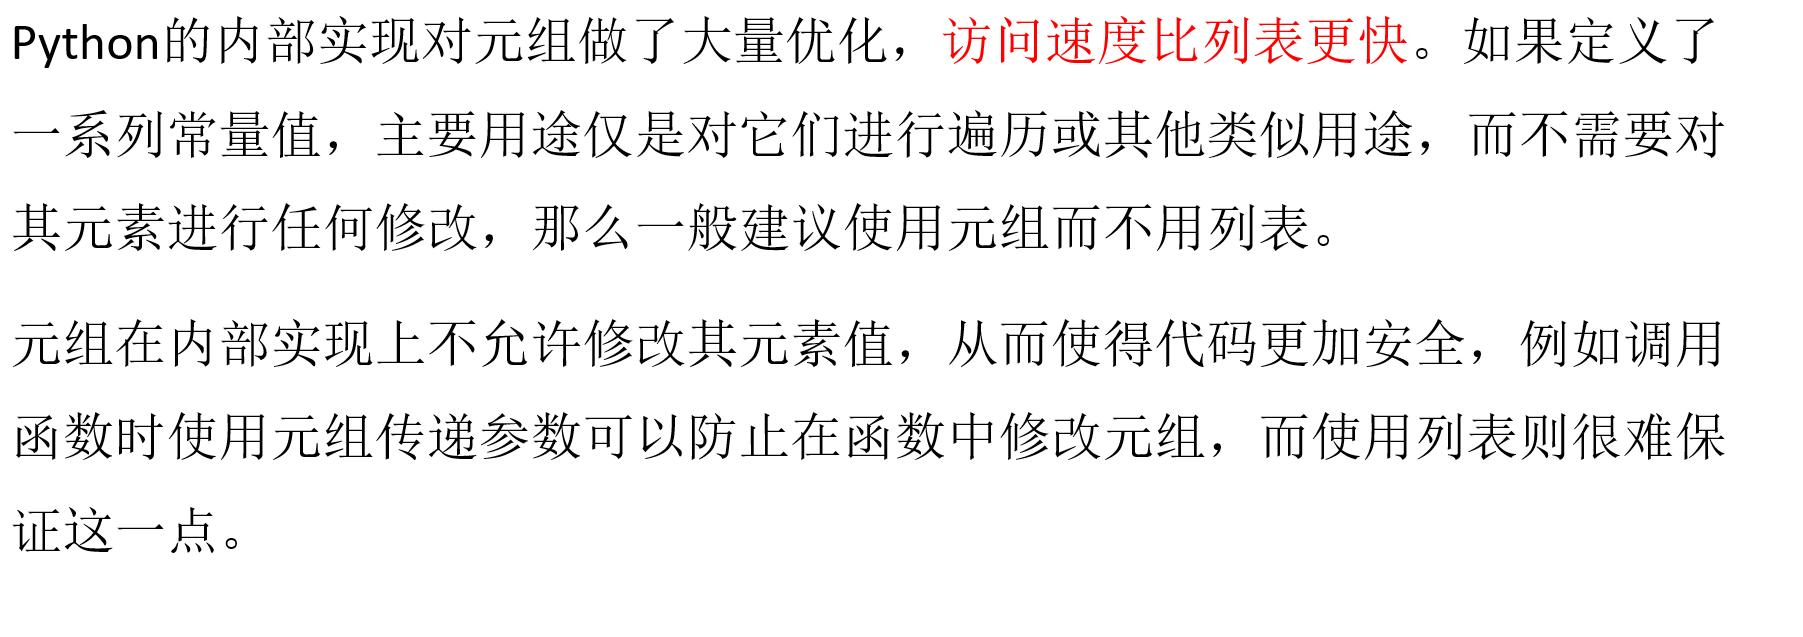 Python的内部实现对元组做了大量优化，访问速度比列表更快。如果定义了
一系列常量值，主要用途仅是对它们进行遍历或其他类似用途，而不需要对
其元素进行任何修改，那么一般建议使用元组而不用列表。
元组在内部实现上不允许修改其元素值，从而使得代码更加安全，例如调用
函数时使用元组传递参数可以防止在函数中修改元组，而使用列表则很难保
证这一点。